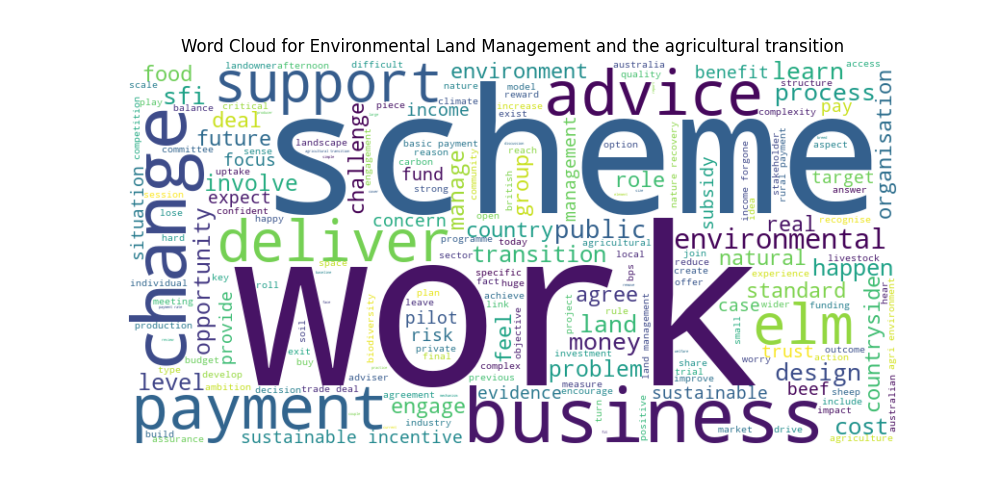 Word Cloud for Environmental Land Management and the agricultural transition
landowner afternoon difficult australia access
food support environment quality benefit learn structure
scale sfi nature model reward advice process
play critical income climate increase exist complexity pay
balance deal piece scheme organisation
committee future landscape basic payment option aspect
sense focus challenge reason discover carbon reach stakeholder rural payment
uptake engagement fund group role subsidy target
involve strong manage community british management nature recovery income forgone answer
situation competition change expect confident open idea recognise
session lose happy concern country public real
hard opportunity deliver programme today agricultural environmental
individual space sector transition local join natural happen livestock
key roll specific bps reduce create experience hear
meeting fact huge agree offer standard
production provide soil biodiversity plan achieve link project land management case wider funding
leave pilot feel objective rule land small elm countryside
budget exit risk private investment money trust action outcome
type develop buy final complex problem share worry design
level ambition adviser previous measure trial improve beef
decision trade deal agreement evidence encourage sustainable include sheep
payment engage work business turn impact
build industry positive market drive cost australian agri environment
assurance sustainable incentive agriculture